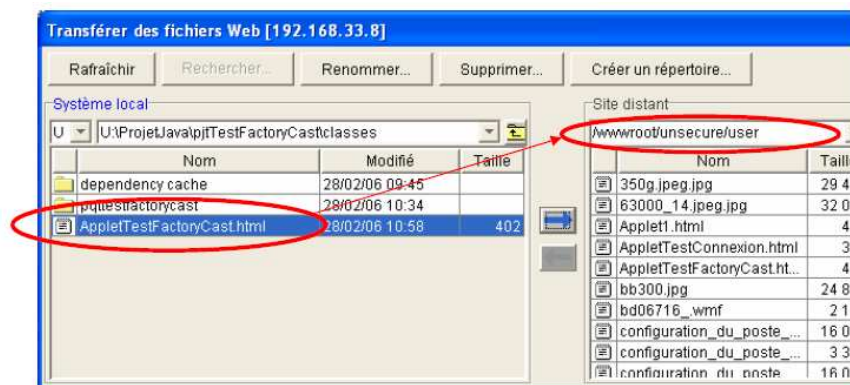 Transférer des fichiers Web [192.168.33.8]
Rafraîchir Rechercher... Renommer... Supprimer... Créer un répertoire...
Système local Site distant
U U:\ProjetJava\pjtTestFactoryCast\classes /wwwroot/unsecure/user
Nom Modifié Taille Nom Taill
dependency cache 28/02/06 09:45 350g.jpeg.jpg 29 4
pqttestfactorycast 28/02/06 10:34 63000_14.jpeg.jpg 32 0
AppletTestFactoryCast.html 28/02/06 10:58 402 Applet1.html 4
AppletTestConnexion.html 3
AppletTestFactoryCast.ht... 4
bb300.jpg 24 8
bd06716_.wmf 2 1
configuration_du_poste_... 16 0
configuration_du_poste_... 3 3
configuration_du_poste 16 0